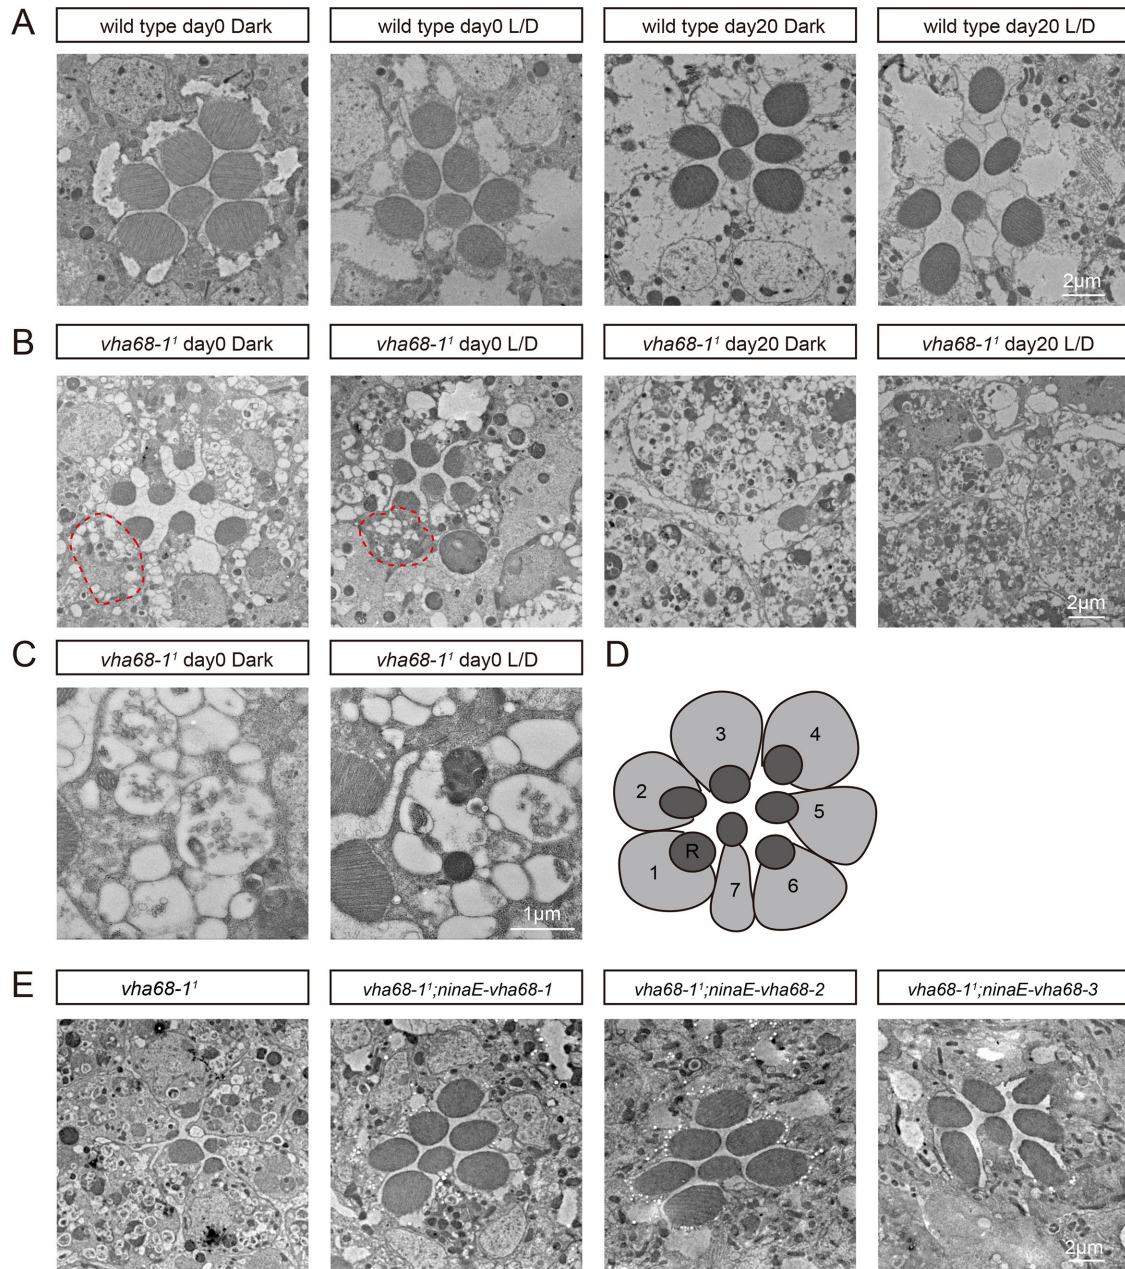 A
wild type day0 Dark
wild type day0 L/D
wild type day20 Dark
wild type day20 L/D
2μm
B
vha68-1¹ day0 Dark
vha68-1¹ day0 L/D
vha68-1¹ day20 Dark
vha68-1¹ day20 L/D
2μm
C
vha68-1¹ day0 Dark
vha68-1¹ day0 L/D
1μm
D
3
4
2
5
R
1
7
6
E
vha68-1¹
vha68-1¹;ninaE-vha68-1
vha68-1¹;ninaE-vha68-2
vha68-1¹;ninaE-vha68-3
2μm